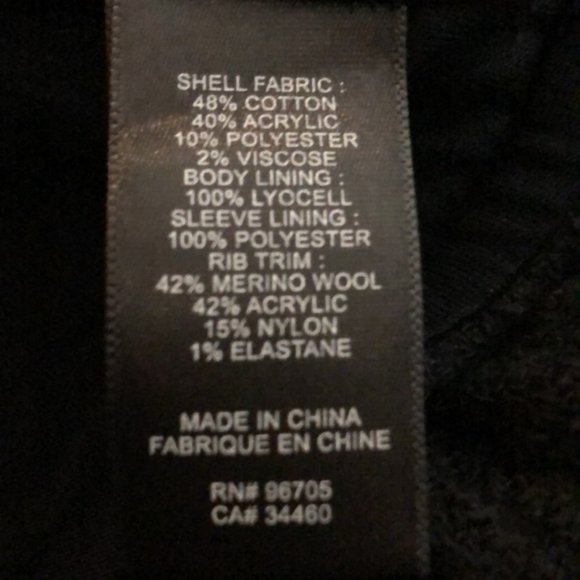 SHELL FABRIC :
48% COTTON
40% ACRYLIC
10% POLYESTER
2% VISCOSE
BODY LINING :
100% LYOCELL
SLEEVE LINING :
100% POLYESTER
RIB TRIM :
42% MERINO WOOL
42% ACRYLIC
15% NYLON
1% ELASTANE
MADE IN CHINA
FABRIQUE EN CHINE
RN# 96705
CA# 34460